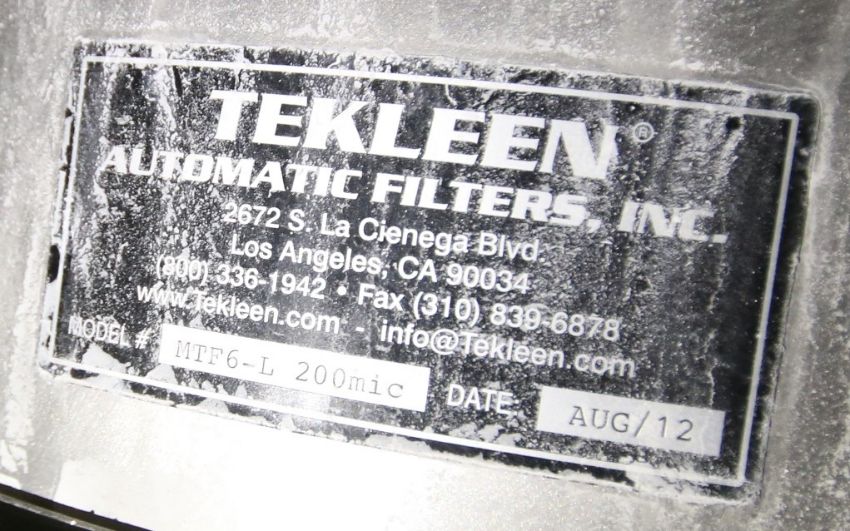 TEKLEEN®
AUTOMATIC FILTERS, INC.
2672 S. La Cienega Blvd.
Los Angeles, CA 90034
(800) 336-1942 • Fax (310) 839-6878
www.Tekleen.com - info@Tekleen.com
MODEL # MTF6-L 200mic DATE AUG/12